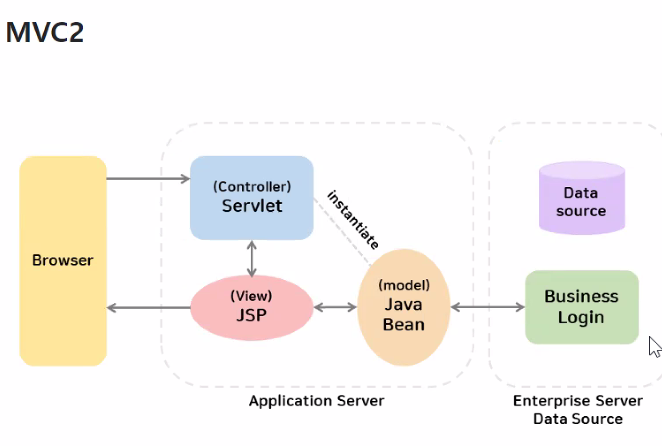 MVC2
Browser
(Controller)
Servlet
instantiate
(View)
JSP
(model)
Java
Bean
Data
source
Business
Login
Application Server
Enterprise Server
Data Source